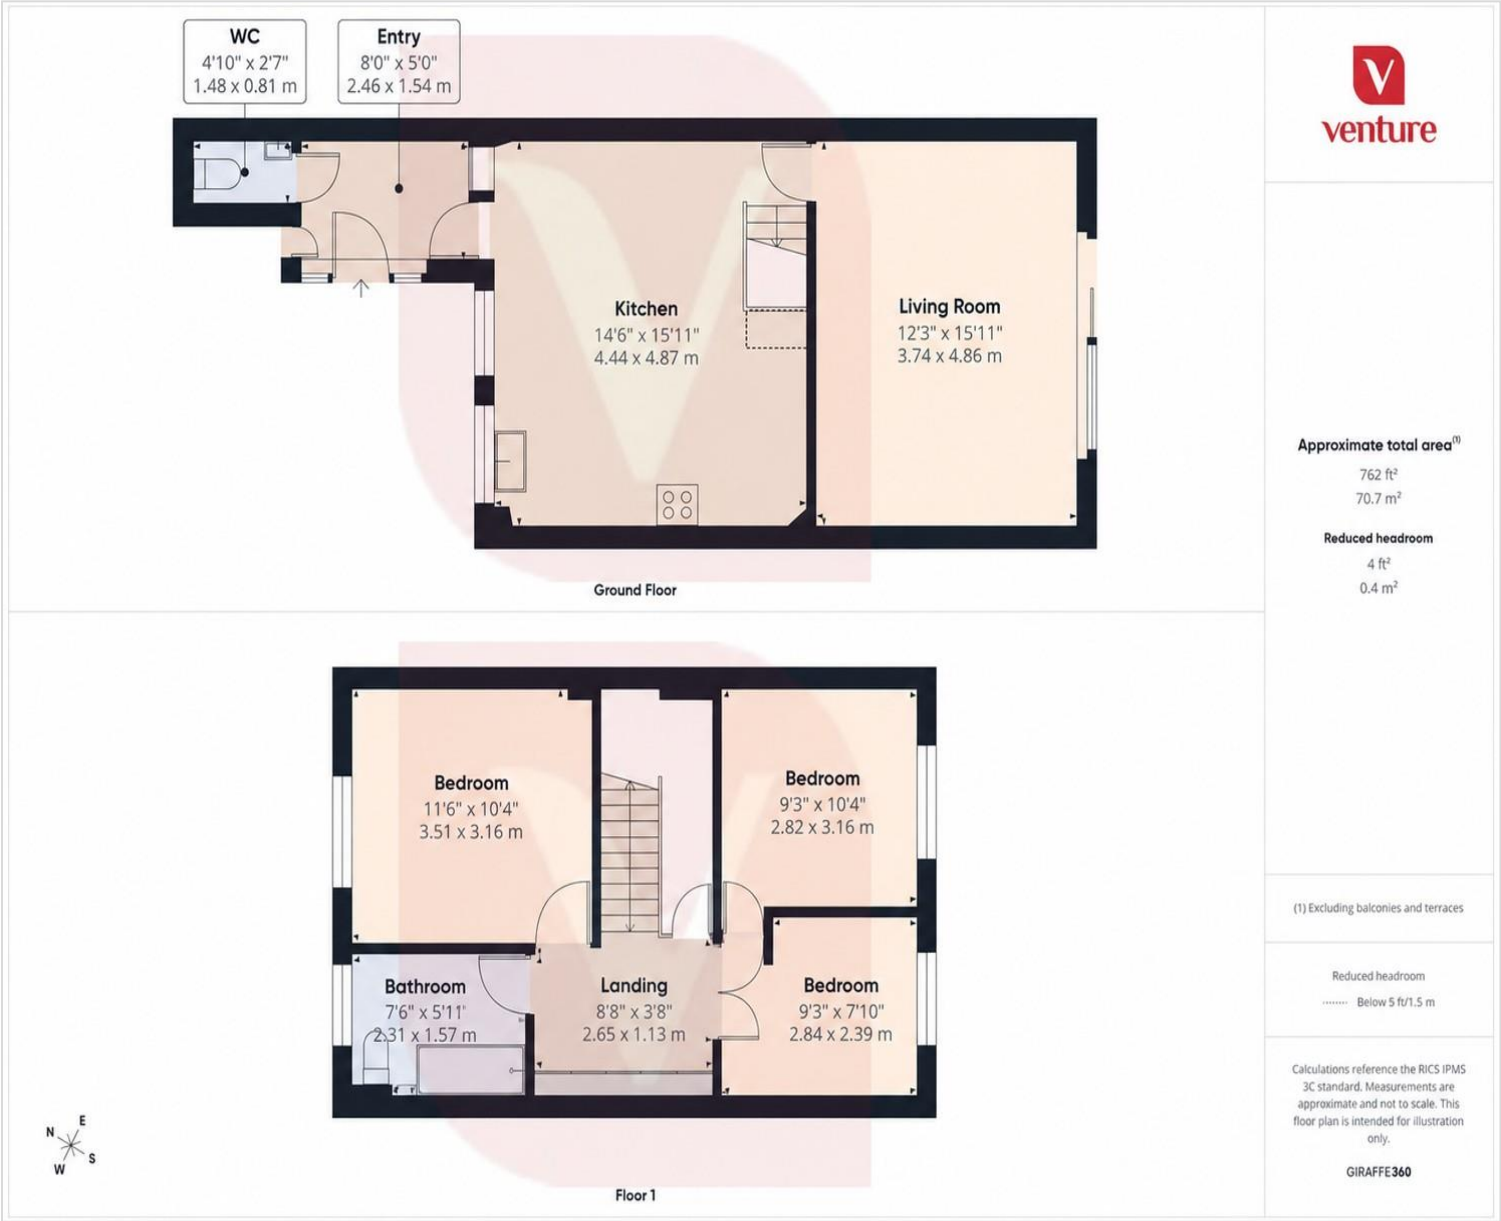 WC
4'10" x 2'7"
1.48 x 0.81 m
Entry
8'0" x 5'0"
2.46 x 1.54 m
Kitchen
14'6" x 15'11"
4.44 x 4.87 m
Living Room
12'3" x 15'11"
3.74 x 4.86 m
Ground Floor
Bedroom
11'6" x 10'4"
3.51 x 3.16 m
Bedroom
9'3" x 10'4"
2.82 x 3.16 m
Bathroom
7'6" x 5'11"
2.31 x 1.57 m
Landing
8'8" x 3'8"
2.65 x 1.13 m
Bedroom
9'3" x 7'10"
2.84 x 2.39 m
Floor 1
N
E
S
W
V
venture
Approximate total area(1)
762 ft²
70.7 m²
Reduced headroom
4 ft²
0.4 m²
(1) Excluding balconies and terraces
Reduced headroom
Below 5 ft/1.5 m
Calculations reference the RICS IPMS
3C standard. Measurements are
approximate and not to scale. This
floor plan is intended for illustration
only.
GIRAFFE360